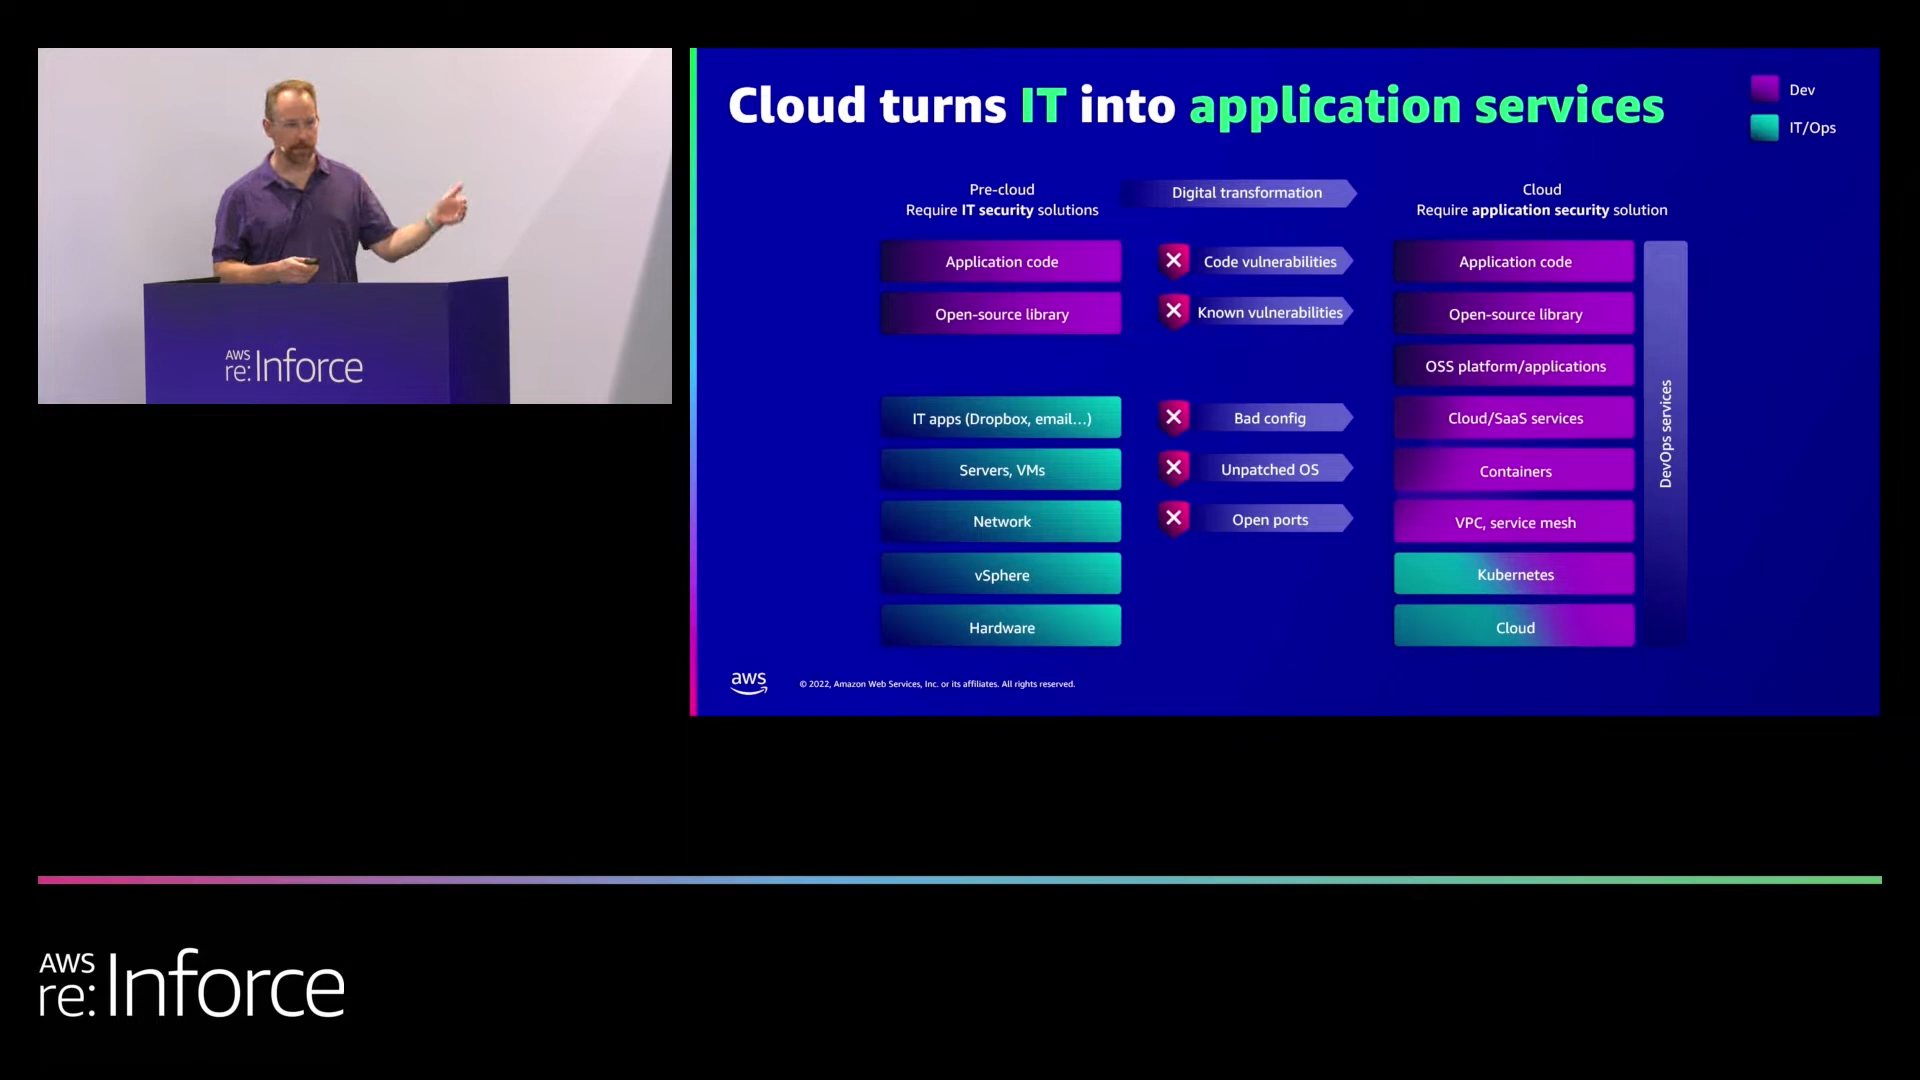 AWS
re:Inforce
Cloud turns IT into application services
Dev
IT/Ops
Pre-cloud
Require IT security solutions
Digital transformation
Cloud
Require application security solution
Application code
Code vulnerabilities
Application code
Open-source library
Known vulnerabilities
Open-source library
OSS platform/applications
IT apps (Dropbox, email...)
Bad config
Cloud/SaaS services
Servers, VMs
Unpatched OS
Containers
Network
Open ports
VPC, service mesh
vSphere
Kubernetes
Hardware
Cloud
DevOps services
aws
© 2022, Amazon Web Services, Inc. or its affiliates. All rights reserved.
AWS
re:Inforce